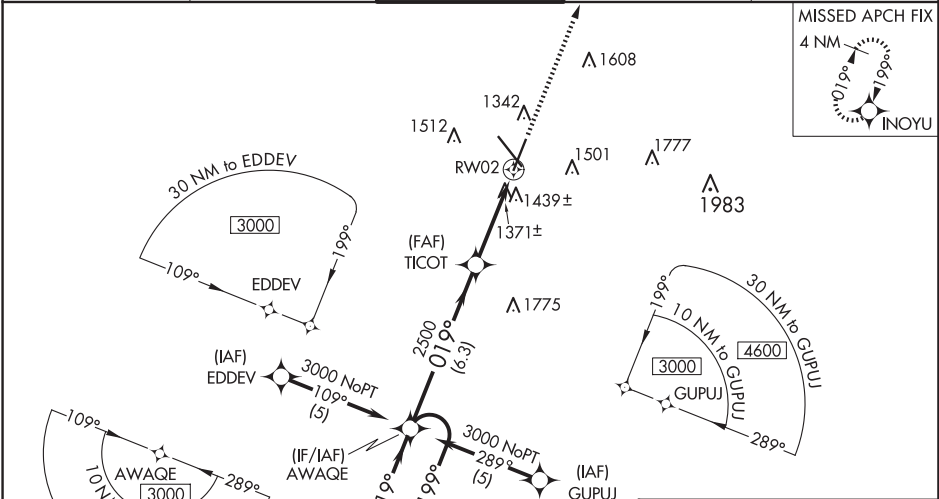 MISSED APCH FIX
4 NM
019°
199°
INOYU
1608
1342
1512
RW02
1501
1777
1983
1439±
1371±
30 NM to EDDEV
3000
109°
199°
EDDEV
(FAF)
TICOT
1775
2500
019°
(6.3)
199°
30 NM to GUPUJ
10 NM to GUPUJ
4600
3000
GUPUJ
289°
(IAF)
EDDEV
3000 NoPT
109°
(5)
(IF/IAF)
AWAQE
3000 NoPT
289°
(5)
(IAF)
GUPUJ
109°
AWAQE
3000
289°
10 N
19°
199°